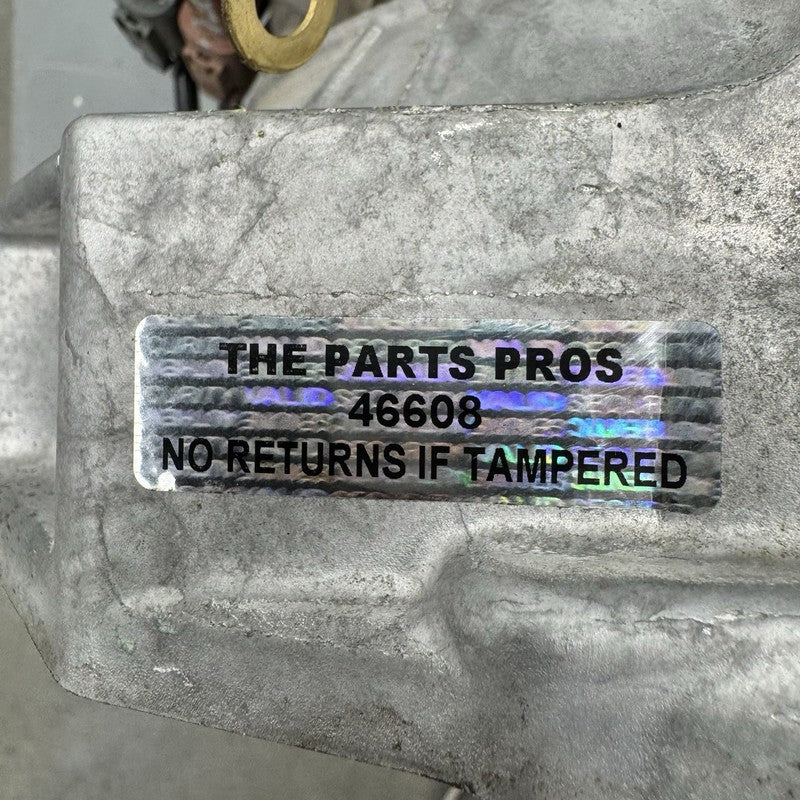 THE PARTS PROS
46608
NO RETURNS IF TAMPERED